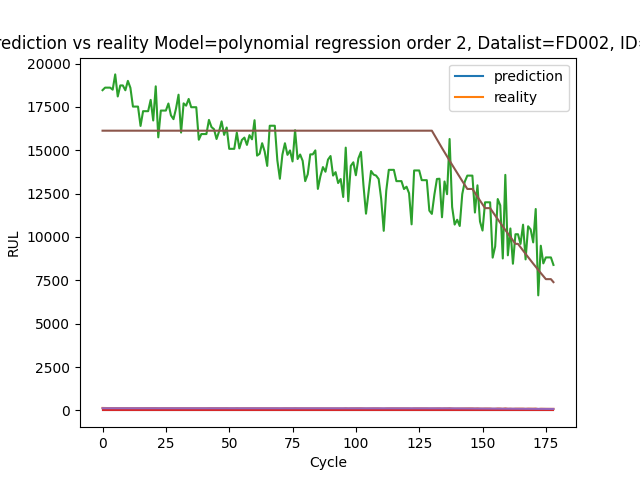 rediction vs reality Model=polynomial regression order 2, Datalist=FD002, ID=
20000
17500
15000
12500
10000
7500
5000
2500
0
RUL
prediction
reality
0 25 50 75 100 125 150 175
Cycle